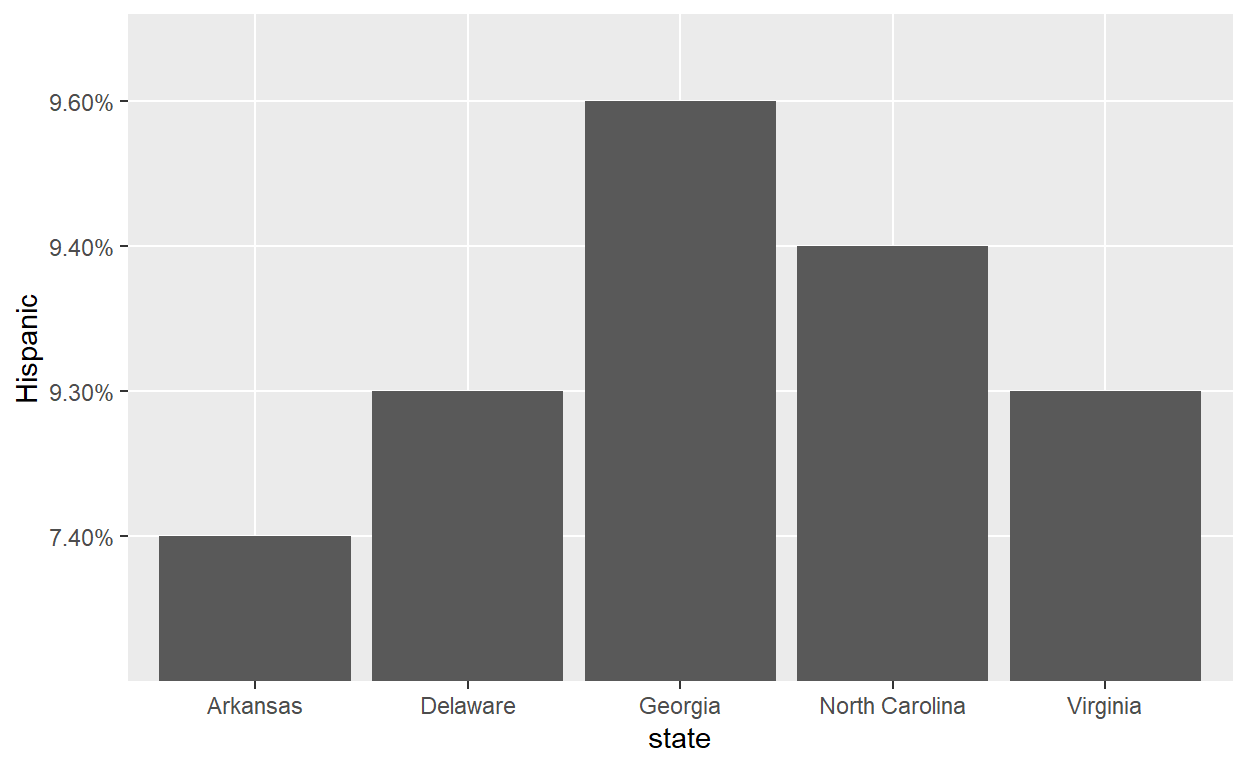 9.60%
9.40%
9.30%
7.40%
Hispanic
Arkansas Delaware Georgia North Carolina Virginia
state